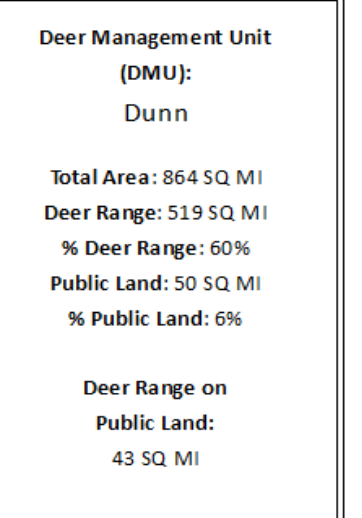 Deer Management Unit
(DMU):
Dunn
Total Area: 864 SQ MI
Deer Range: 519 SQ MI
% Deer Range: 60%
Public Land: 50 SQ MI
% Public Land: 6%
Deer Range on
Public Land:
43 SQ MI